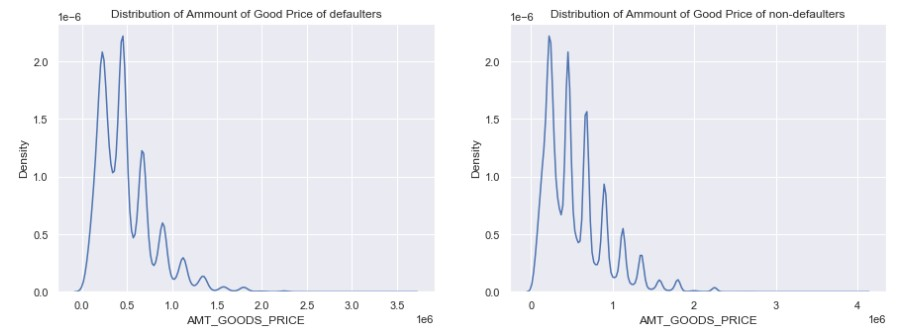 Distribution of Ammount of Good Price of defaulters
1e−6
2.0
1.5
1.0
0.5
0.0
Density
0.0 0.5 1.0 1.5 2.0 2.5 3.0 3.5
1e6
AMT_GOODS_PRICE
Distribution of Ammount of Good Price of non-defaulters
1e−6
2.0
1.5
1.0
0.5
0.0
Density
0 1 2 3 4
1e6
AMT_GOODS_PRICE